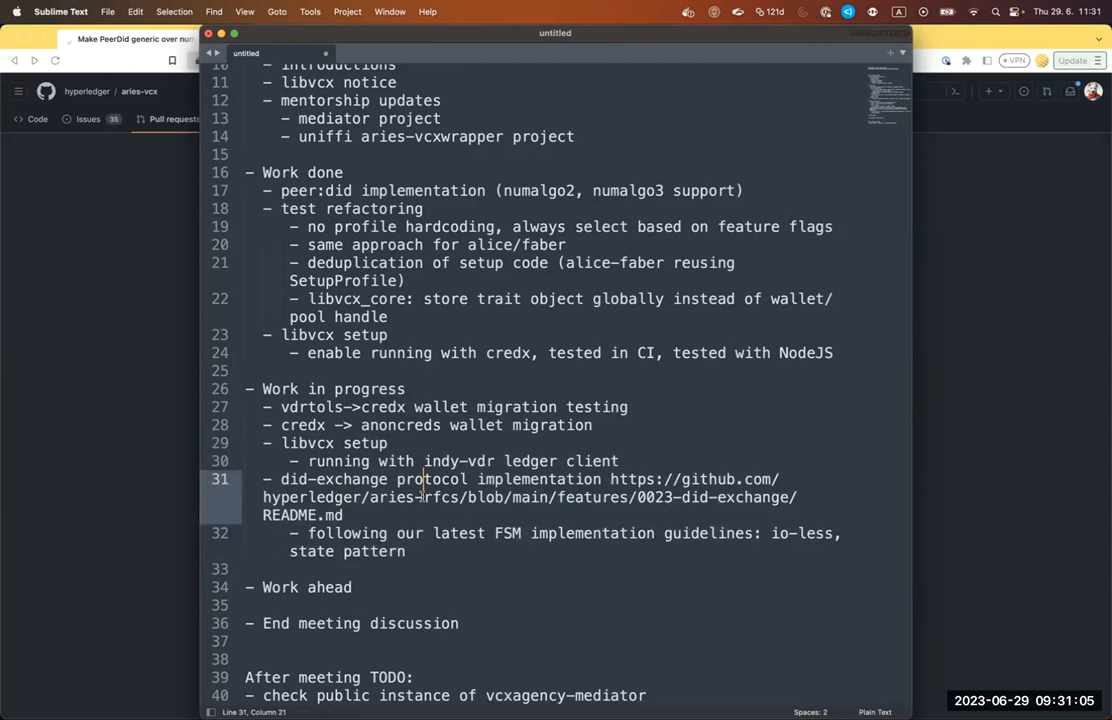 Sublime Text File Edit Selection Find View Goto Tools Project Window Help 121d A Thu 29. 6. 11:31
untitled UNREGISTERED
Make PeerDid generic over num
untitled
VPN Update
hyperledger / aries-vcx
Code Issues 35 Pull requests
10 - introductions
11 - libvcx notice
12 - mentorship updates
13 - mediator project
14 - uniffi aries-vcxwrapper project
15
16 - Work done
17 - peer:did implementation (numalgo2, numalgo3 support)
18 - test refactoring
19 - no profile hardcoding, always select based on feature flags
20 - same approach for alice/faber
21 - deduplication of setup code (alice-faber reusing
SetupProfile)
22 - libvcx_core: store trait object globally instead of wallet/
pool handle
23 - libvcx setup
24 - enable running with credx, tested in CI, tested with NodeJS
25
26 - Work in progress
27 - vdrtols->credx wallet migration testing
28 - credx -> anoncreds wallet migration
29 - libvcx setup
30 - running with indy-vdr ledger client
31 - did-exchange protocol implementation https://github.com/
hyperledger/aries-rfcs/blob/main/features/0023-did-exchange/
README.md
32 - following our latest FSM implementation guidelines: io-less,
state pattern
33
34 - Work ahead
35
36 - End meeting discussion
37
38
39 After meeting TODO:
40 - check public instance of vcxagency-mediator
Line 31, Column 21 Spaces: 2 Plain Text
2023-06-29 09:31:05